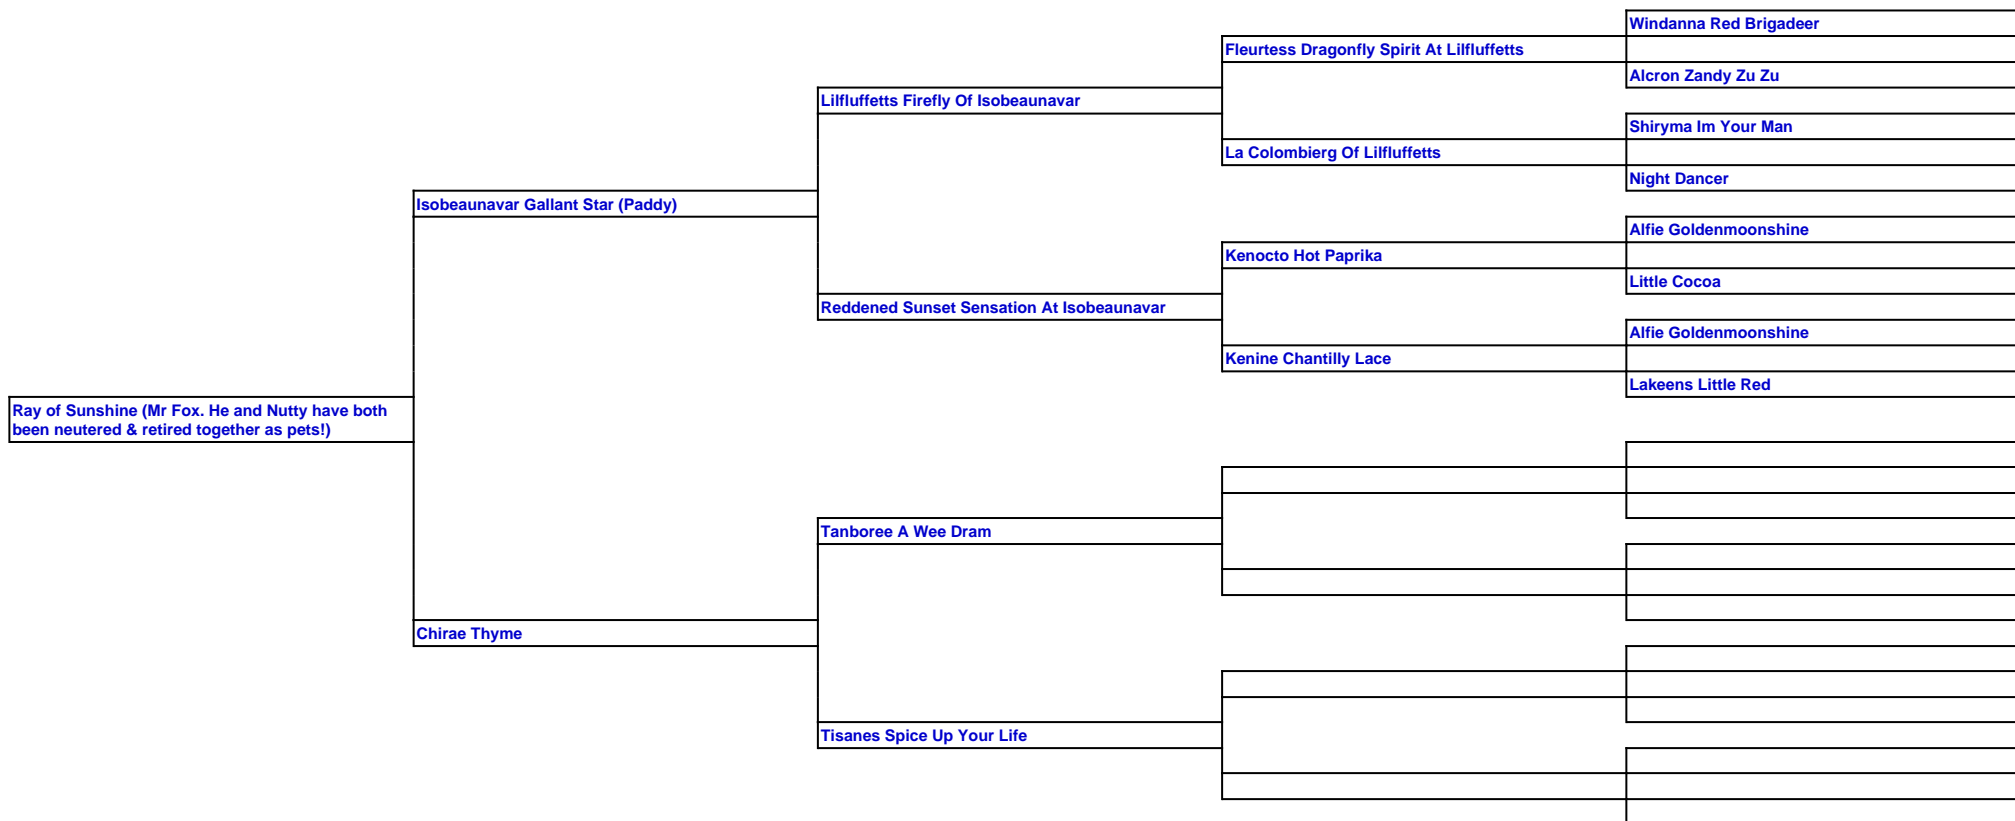 Windanna Red Brigadeer
Fleurtess Dragonfly Spirit At Lilfluffetts
Alcron Zandy Zu Zu
Lilfluffetts Firefly Of Isobeaunavar
Shiryma Im Your Man
La Colombierg Of Lilfluffetts
Night Dancer
Isobeaunavar Gallant Star (Paddy)
Alfie Goldenmoonshine
Kenocto Hot Paprika
Little Cocoa
Reddened Sunset Sensation At Isobeaunavar
Alfie Goldenmoonshine
Kenine Chantilly Lace
Lakeens Little Red
Ray of Sunshine (Mr Fox. He and Nutty have both
been neutered & retired together as pets!)
Tanboree A Wee Dram
Chirae Thyme
Tisanes Spice Up Your Life